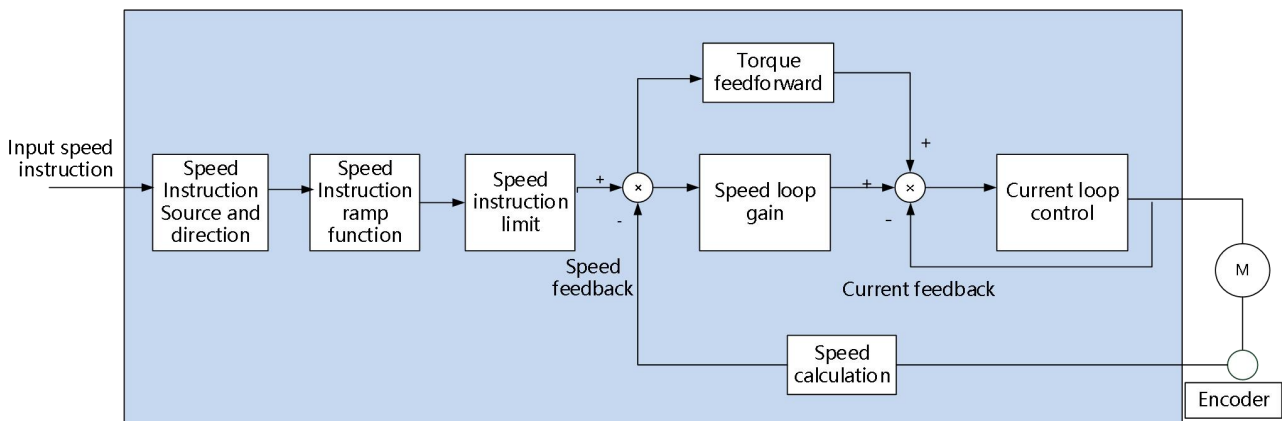 Torque
feedforward
Input speed
instruction
Speed
Instruction
Source and
direction
Speed
Instruction
ramp
function
Speed
instruction
limit
+
×
-
Speed loop
gain
+
+
×
-
Current loop
control
Speed
feedback
Current feedback
M
Speed
calculation
Encoder